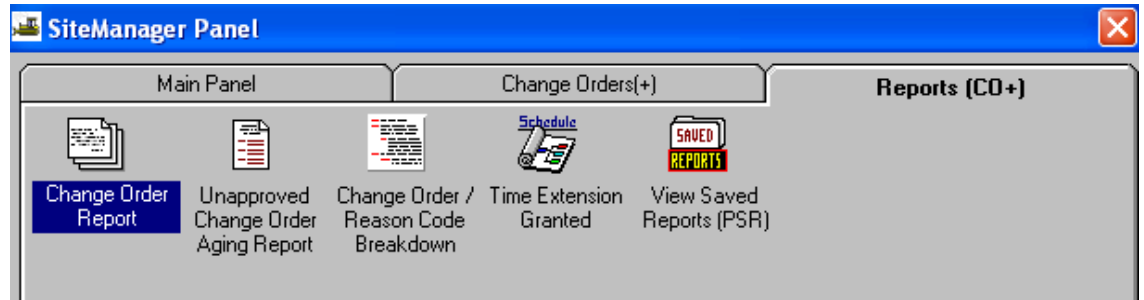 SiteManager Panel
Main Panel
Change Orders(+)
Reports (CO+)
Schedule
SAVED
REPORTS
Change Order
Report
Unapproved
Change Order
Aging Report
Change Order /
Reason Code
Breakdown
Time Extension
Granted
View Saved
Reports (PSR)